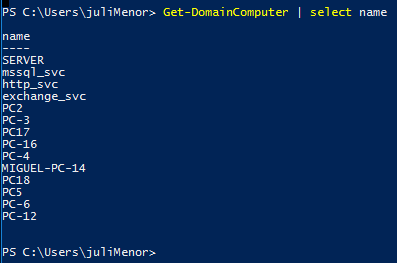 PS C:\Users\juliMenor> Get-DomainComputer | select name
name
----
SERVER
mssql_svc
http_svc
exchange_svc
PC2
PC-3
PC17
PC-16
PC-4
MIGUEL-PC-14
PC18
PC5
PC-6
PC-12
PS C:\Users\juliMenor>